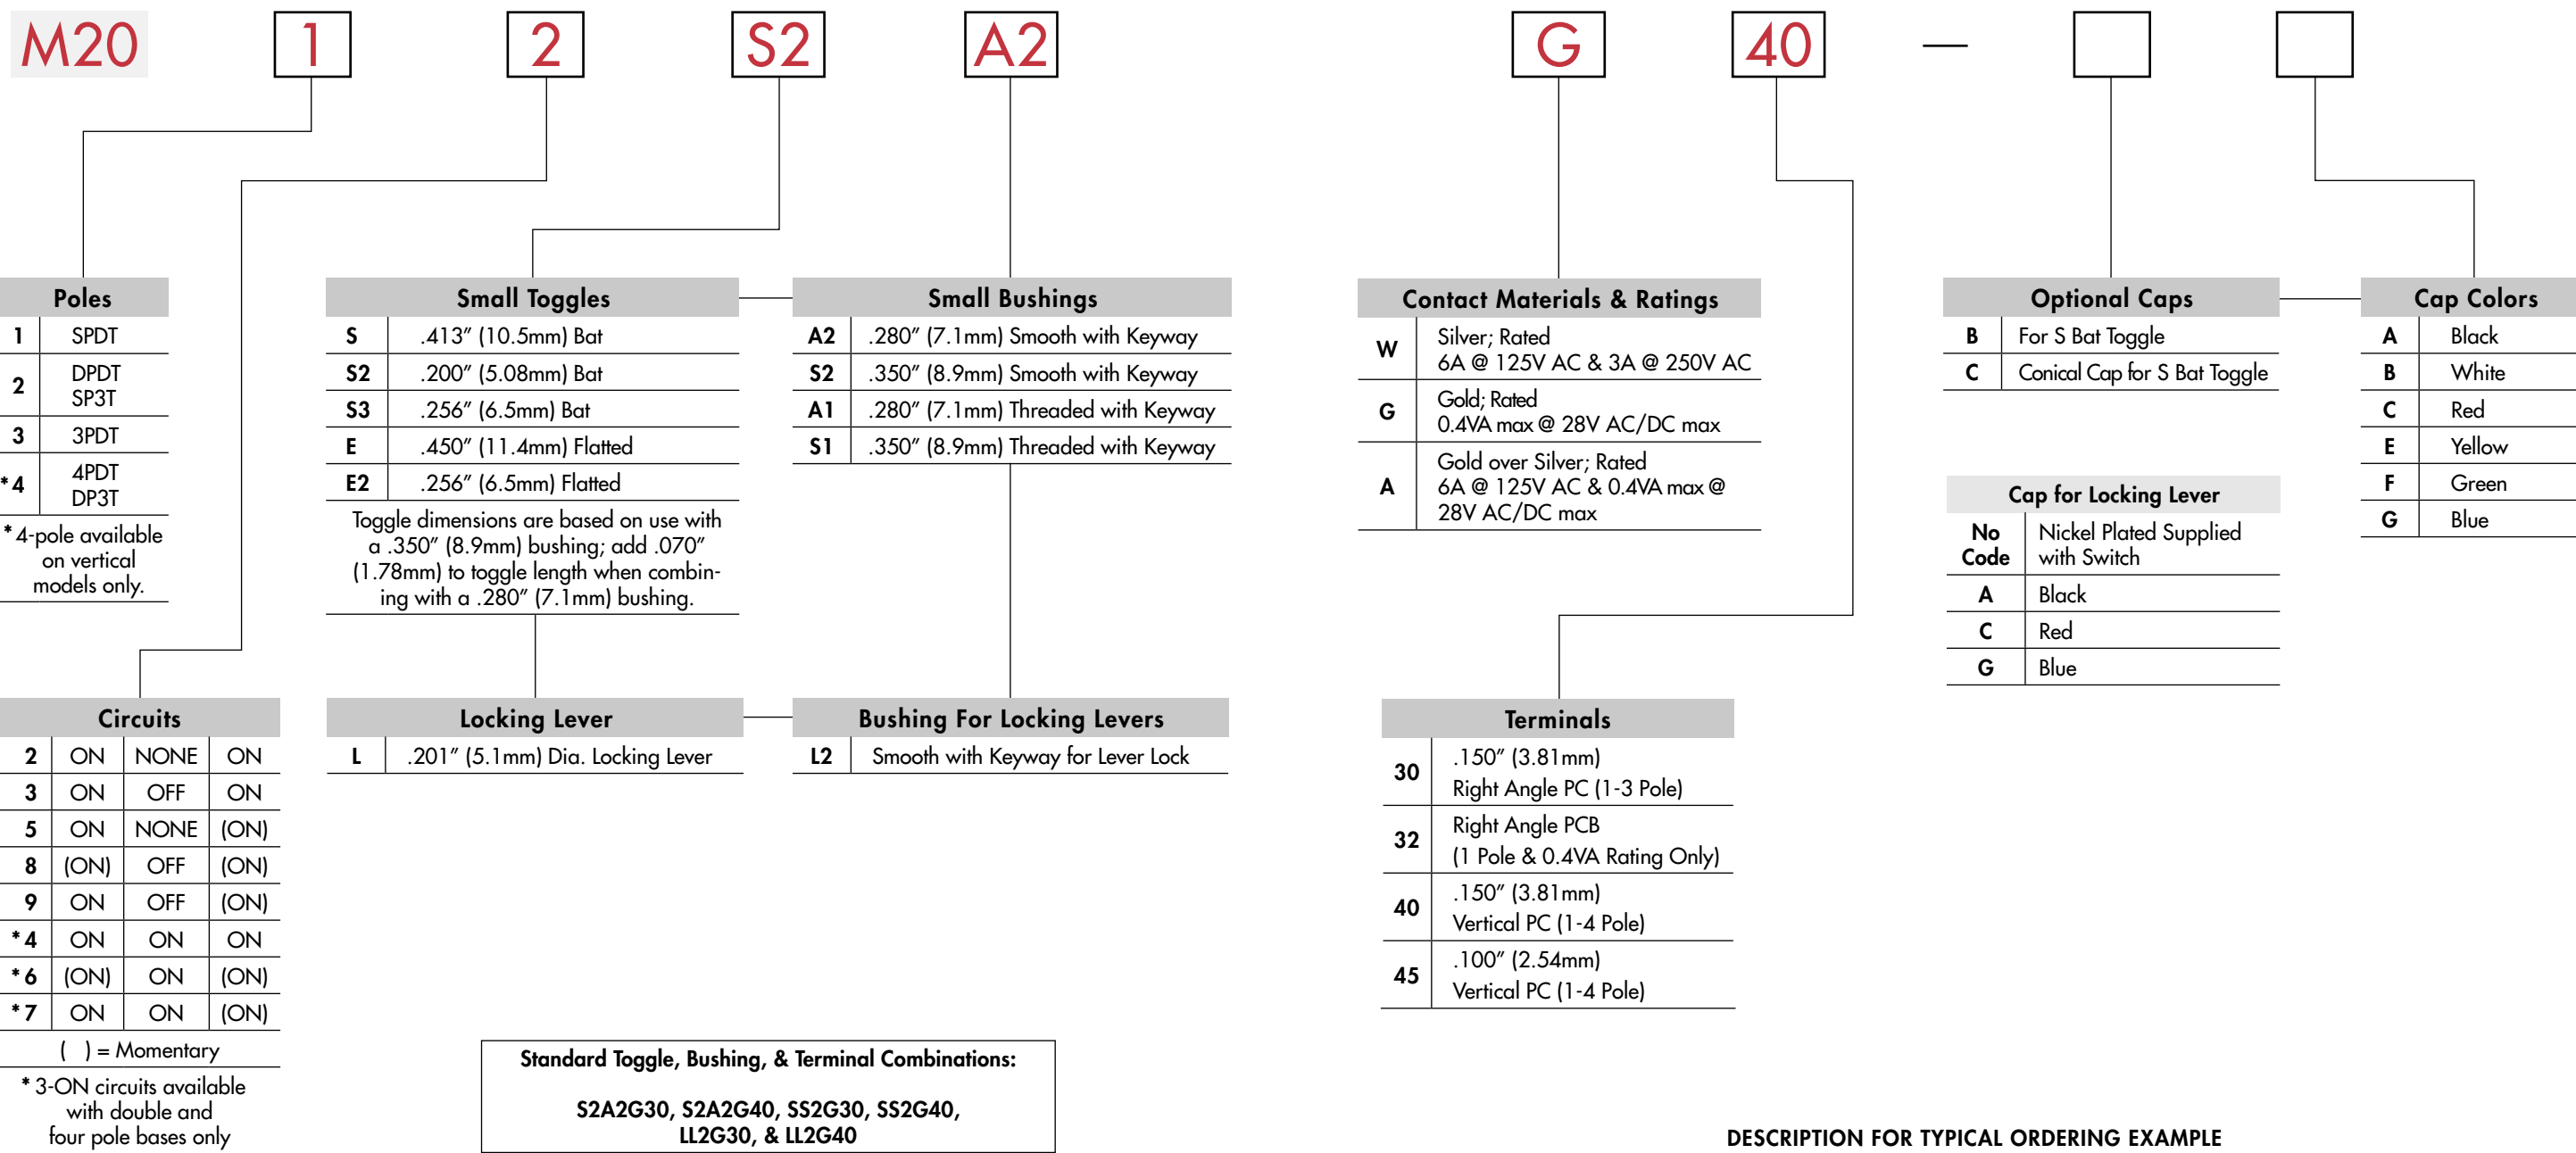 M20 1 2 S2 A2 G 40 —
Poles
1 SPDT
2 DPDT
SP3T
3 3PDT
*4 4PDT
DP3T
* 4-pole available
on vertical
models only.
Small Toggles
S .413" (10.5mm) Bat
S2 .200" (5.08mm) Bat
S3 .256" (6.5mm) Bat
E .450" (11.4mm) Flatted
E2 .256" (6.5mm) Flatted
Toggle dimensions are based on use with
a .350" (8.9mm) bushing; add .070"
(1.78mm) to toggle length when combin-
ing with a .280" (7.1mm) bushing.
Small Bushings
A2 .280" (7.1mm) Smooth with Keyway
S2 .350" (8.9mm) Smooth with Keyway
A1 .280" (7.1mm) Threaded with Keyway
S1 .350" (8.9mm) Threaded with Keyway
Contact Materials & Ratings
W Silver; Rated
6A @ 125V AC & 3A @ 250V AC
G Gold; Rated
0.4VA max @ 28V AC/DC max
A Gold over Silver; Rated
6A @ 125V AC & 0.4VA max @
28V AC/DC max
Optional Caps
B For S Bat Toggle
C Conical Cap for S Bat Toggle
Cap Colors
A Black
B White
C Red
E Yellow
F Green
G Blue
Cap for Locking Lever
No Code Nickel Plated Supplied
with Switch
A Black
C Red
G Blue
Circuits
2 ON NONE ON
3 ON OFF ON
5 ON NONE (ON)
8 (ON) OFF (ON)
9 ON OFF (ON)
*4 ON ON ON
*6 (ON) ON (ON)
*7 ON ON (ON)
( ) = Momentary
* 3-ON circuits available
with double and
four pole bases only
Locking Lever
L .201" (5.1mm) Dia. Locking Lever
Bushing For Locking Levers
L2 Smooth with Keyway for Lever Lock
Terminals
30 .150" (3.81mm)
Right Angle PC (1-3 Pole)
32 Right Angle PCB
(1 Pole & 0.4VA Rating Only)
40 .150" (3.81mm)
Vertical PC (1-4 Pole)
45 .100" (2.54mm)
Vertical PC (1-4 Pole)
Standard Toggle, Bushing, & Terminal Combinations:
S2A2G30, S2A2G40, SS2G30, SS2G40,
LL2G30, & LL2G40
DESCRIPTION FOR TYPICAL ORDERING EXAMPLE